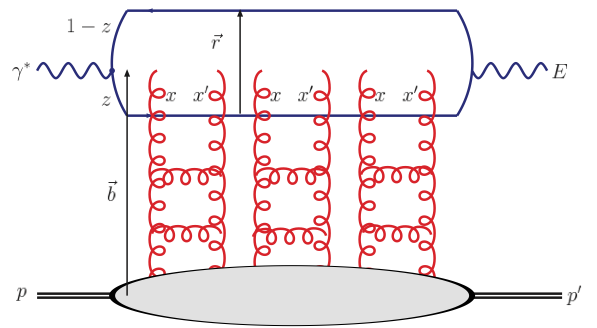 1 − z
r⃗
γ* E
z x x′ x x′ x x′
b⃗
p p′